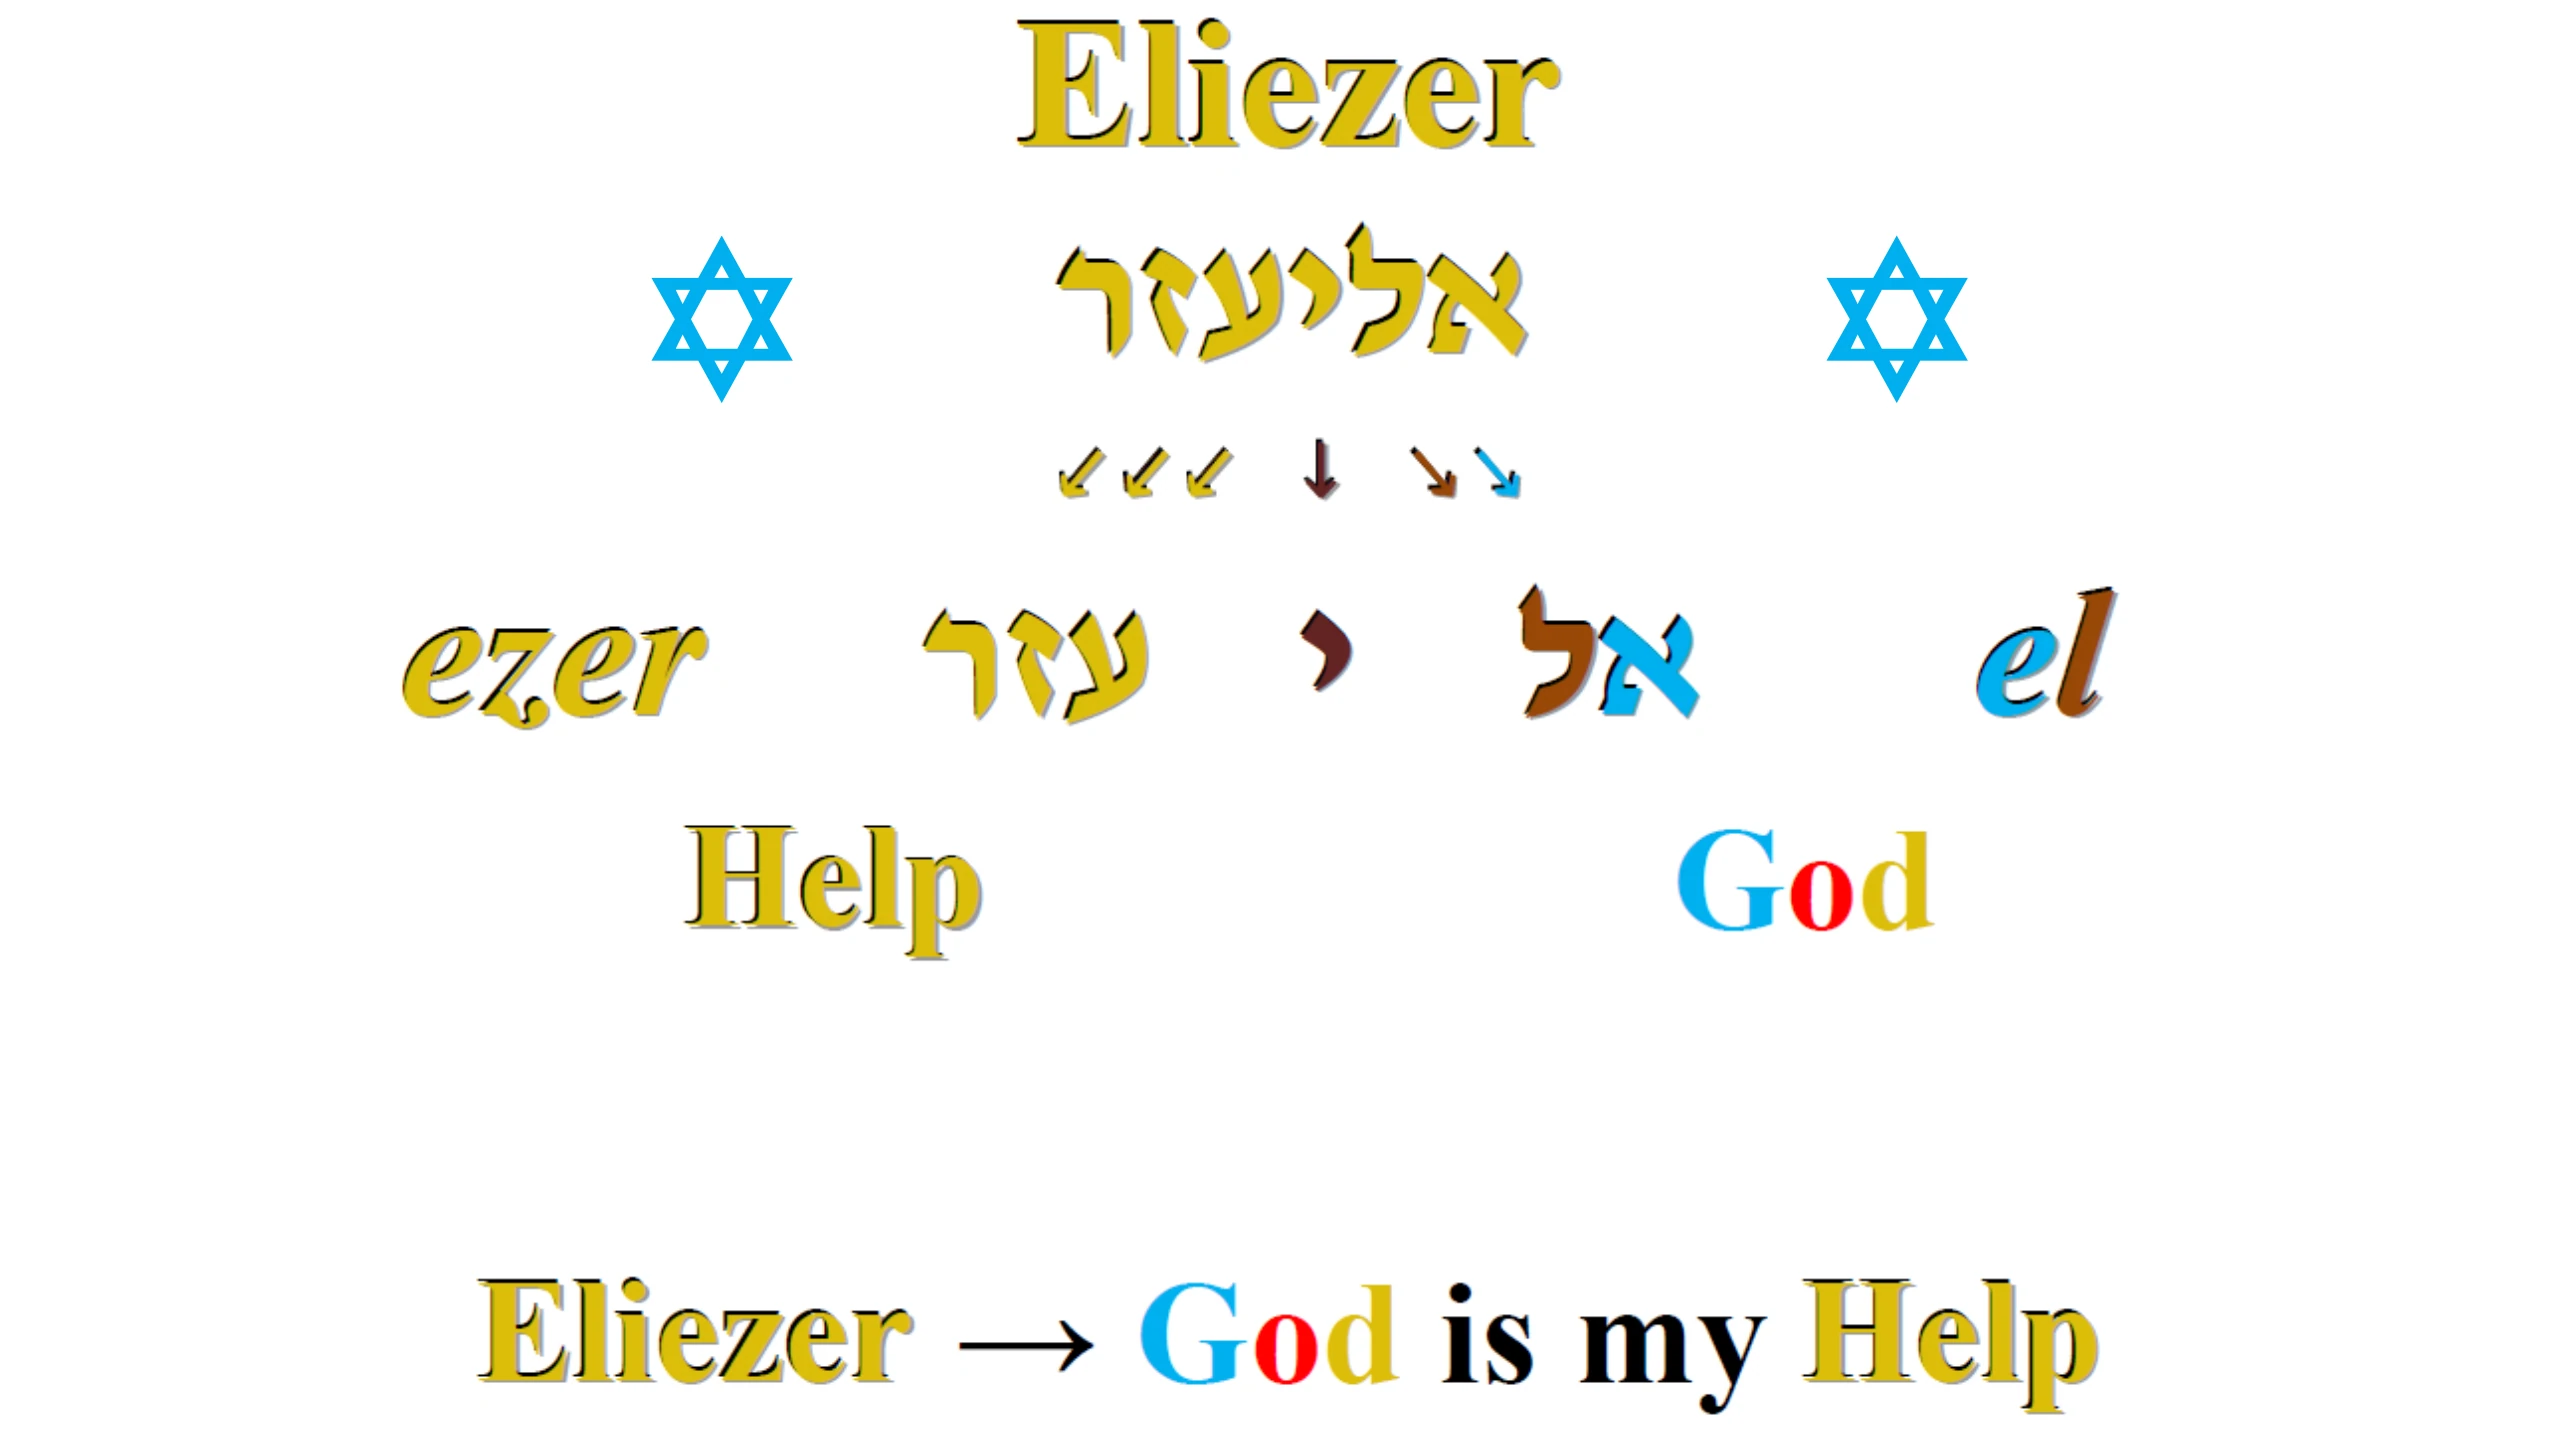 Eliezer
אליעזר
↙↙↙ ↓ ↘↘
ezer עזר י אל el
Help God
Eliezer → God is my Help